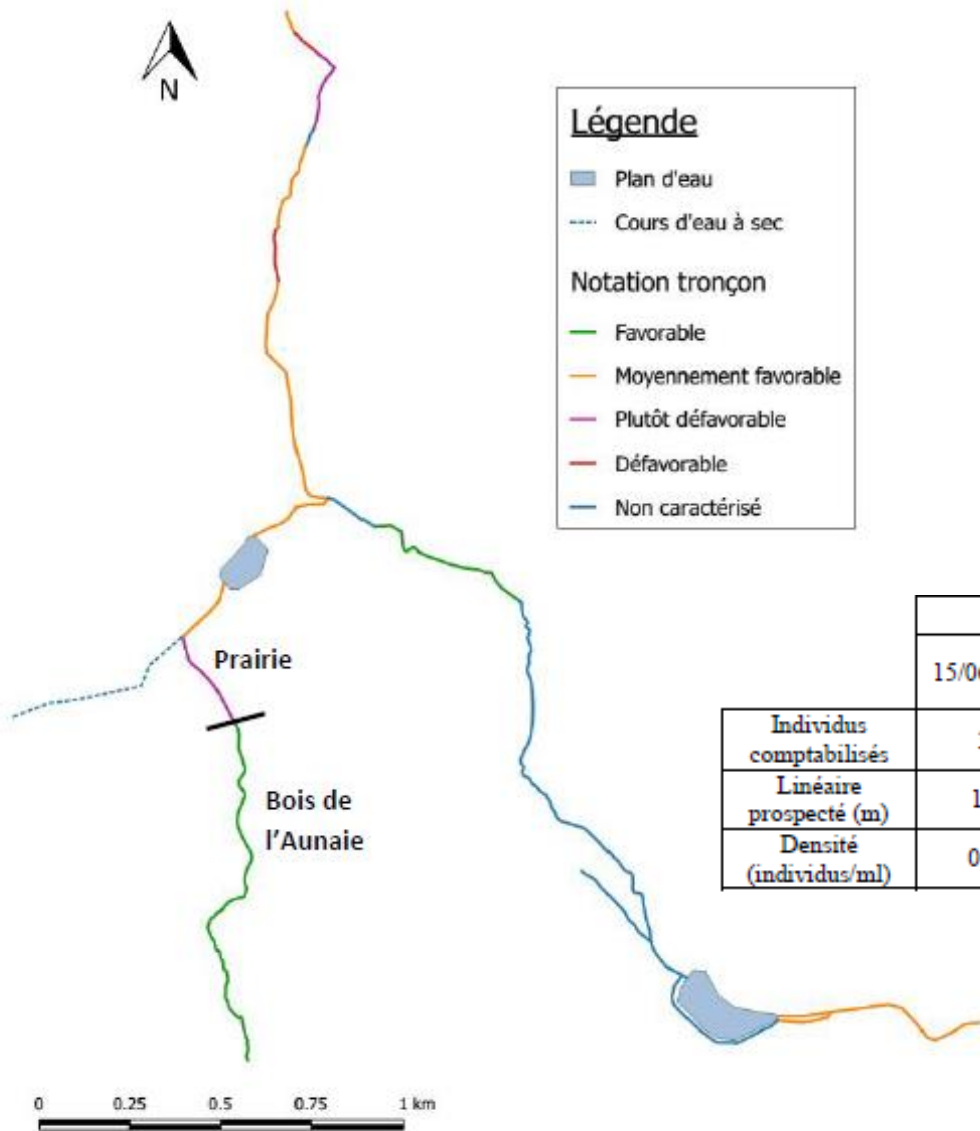 N
Légende
Plan d'eau
Cours d'eau à sec
Notation tronçon
Favorable
Moyennement favorable
Plutôt défavorable
Défavorable
Non caractérisé
Prairie
Bois de
l'Aunaie
Individus
comptabilisés
Linéaire
prospecté (m)
Densité
(individus/ml)
0 0.25 0.5 0.75 1 km